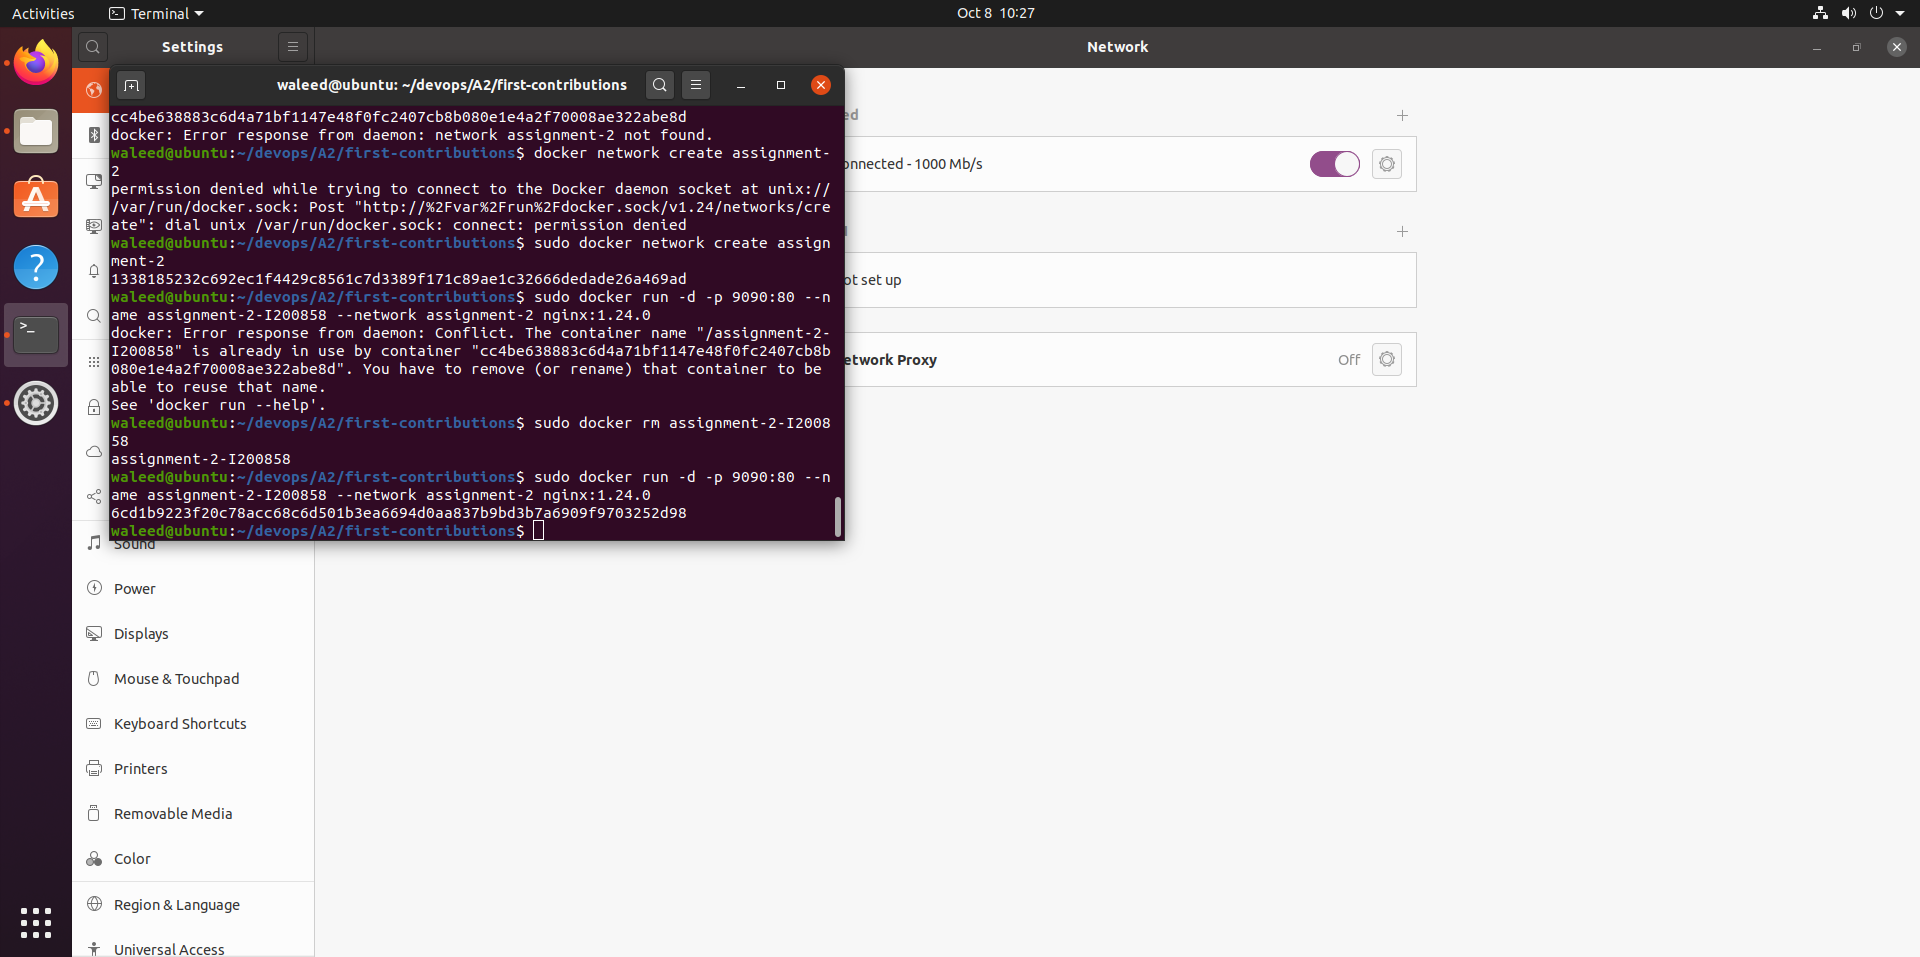 Activities
Terminal
Oct 8 10:27
Settings
Network
waleed@ubuntu: ~/devops/A2/first-contributions
cc4be638883c6d4a71bf1147e48f0fc2407cb8b080e1e4a2f70008ae322abe8d
docker: Error response from daemon: network assignment-2 not found.
waleed@ubuntu:~/devops/A2/first-contributions$ docker network create assignment-
2
permission denied while trying to connect to the Docker daemon socket at unix://
/var/run/docker.sock: Post "http://%2Fvar%2Frun%2Fdocker.sock/v1.24/networks/cre
ate": dial unix /var/run/docker.sock: connect: permission denied
waleed@ubuntu:~/devops/A2/first-contributions$ sudo docker network create assign
ment-2
1338185232c692ec1f4429c8561c7d3389f171c89ae1c32666dedade26a469ad
waleed@ubuntu:~/devops/A2/first-contributions$ sudo docker run -d -p 9090:80 --n
ame assignment-2-I200858 --network assignment-2 nginx:1.24.0
docker: Error response from daemon: Conflict. The container name "/assignment-2-
I200858" is already in use by container "cc4be638883c6d4a71bf1147e48f0fc2407cb8b
080e1e4a2f70008ae322abe8d". You have to remove (or rename) that container to be
able to reuse that name.
See 'docker run --help'.
waleed@ubuntu:~/devops/A2/first-contributions$ sudo docker rm assignment-2-I2008
58
assignment-2-I200858
waleed@ubuntu:~/devops/A2/first-contributions$ sudo docker run -d -p 9090:80 --n
ame assignment-2-I200858 --network assignment-2 nginx:1.24.0
6cd1b9223f20c78acc68c6d501b3ea6694d0aa837b9bd3b7a6909f9703252d98
waleed@ubuntu:~/devops/A2/first-contributions$
ed
onnected - 1000 Mb/s
ot set up
etwork Proxy
Off
Sound
Power
Displays
Mouse & Touchpad
Keyboard Shortcuts
Printers
Removable Media
Color
Region & Language
Universal Access